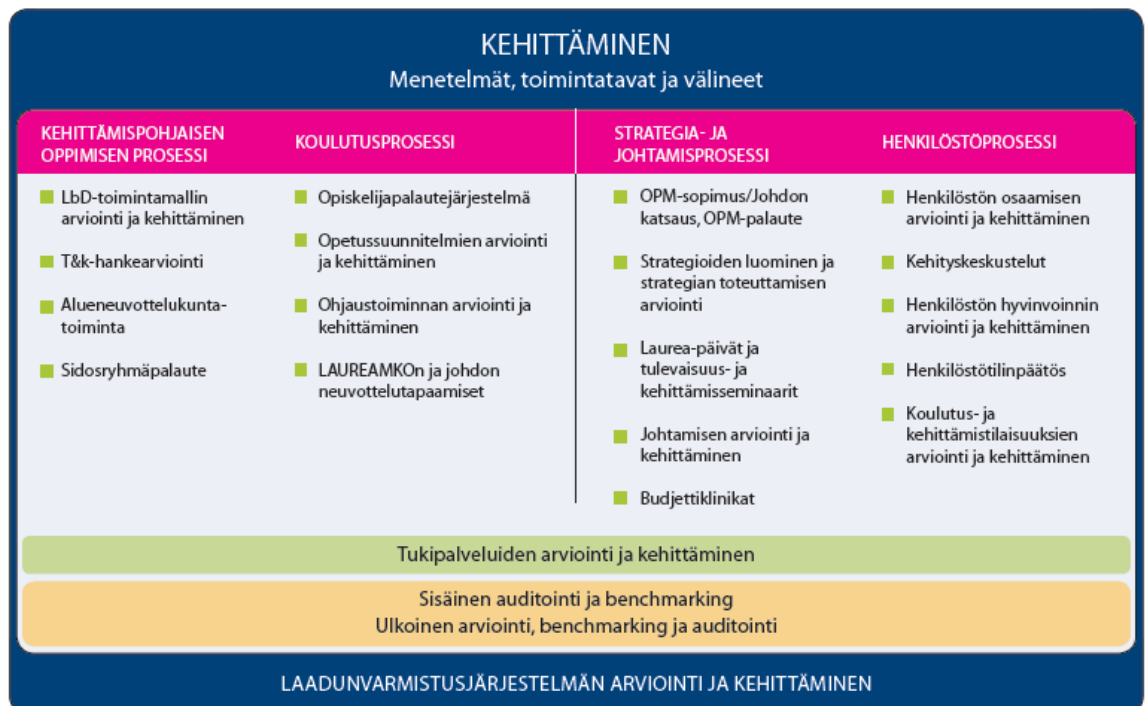 KEHITTÄMINEN
Menetelmät, toimintatavat ja välineet
KEHITTÄMISPOHJAISEN
OPPIMISEN PROSESSI
LbD-toimintamallin
arviointi ja kehittäminen
T&k-hankearviointi
Alueneuvottelukunta-
toiminta
Sidosryhmäpalaute
KOULUTUSPROSESSI
Opiskelijapalautejärjestelmä
Opetussuunnitelmien arviointi
ja kehittäminen
Ohjaustoiminnan arviointi ja
kehittäminen
LAUREAMKOn ja johdon
neuvottelutapaamiset
STRATEGIA- JA
JOHTAMISPROSESSI
OPM-sopimus/Johdon
katsaus, OPM-palaute
Strategioiden luominen ja
strategian toteuttamisen
arviointi
Laurea-päivät ja
tulevaisuus- ja
kehittämisseminaarit
Johtamisen arviointi ja
kehittäminen
Budjettiklinikat
HENKILÖSTÖPROSESSI
Henkilöstön osaamisen
arviointi ja kehittäminen
Kehityskeskustelut
Henkilöstön hyvinvoinnin
arviointi ja kehittäminen
Henkilöstötilinpäätös
Koulutus- ja
kehittämistilaisuuksien
arviointi ja kehittäminen
Tukipalveluiden arviointi ja kehittäminen
Sisäinen auditointi ja benchmarking
Ulkoinen arviointi, benchmarking ja auditointi
LAADUNVARMISTUSJÄRJESTELMÄN ARVIOINTI JA KEHITTÄMINEN